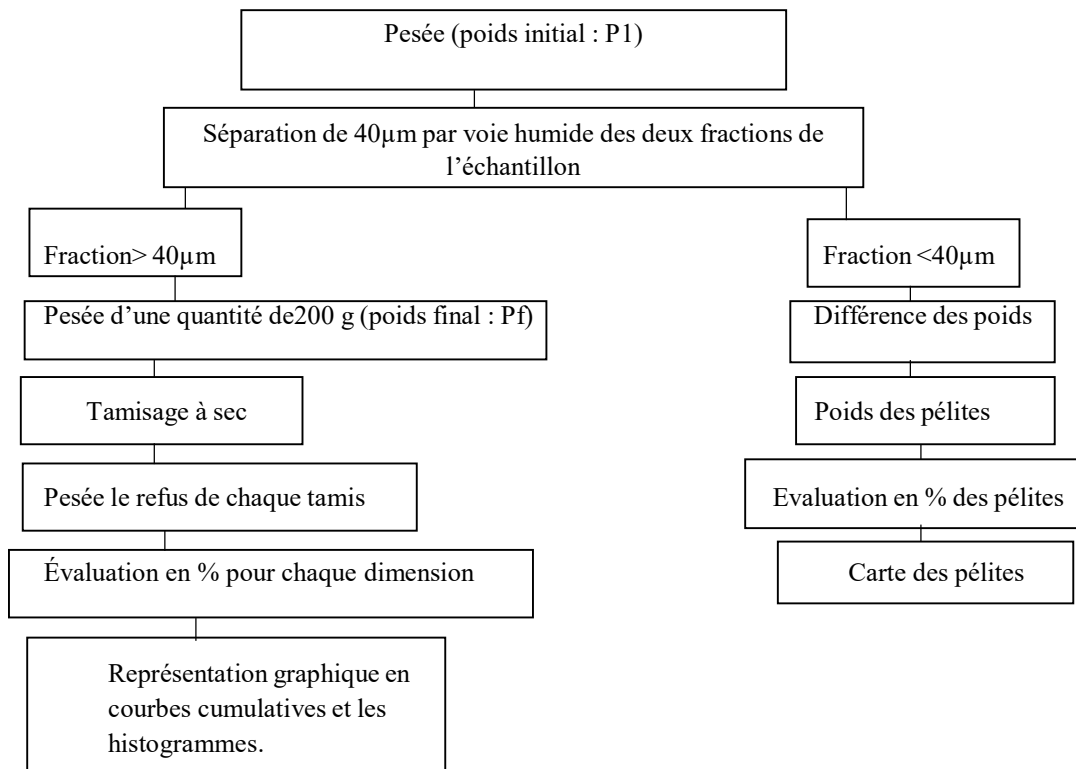 Pesée (poids initial : P1)
Séparation de 40µm par voie humide des deux fractions de
l’échantillon
Fraction> 40µm
Fraction <40µm
Pesée d’une quantité de200 g (poids final : Pf)
Différence des poids
Tamisage à sec
Poids des pélites
Pesée le refus de chaque tamis
Evaluation en % des pélites
Évaluation en % pour chaque dimension
Carte des pélites
Représentation graphique en
courbes cumulatives et les
histogrammes.